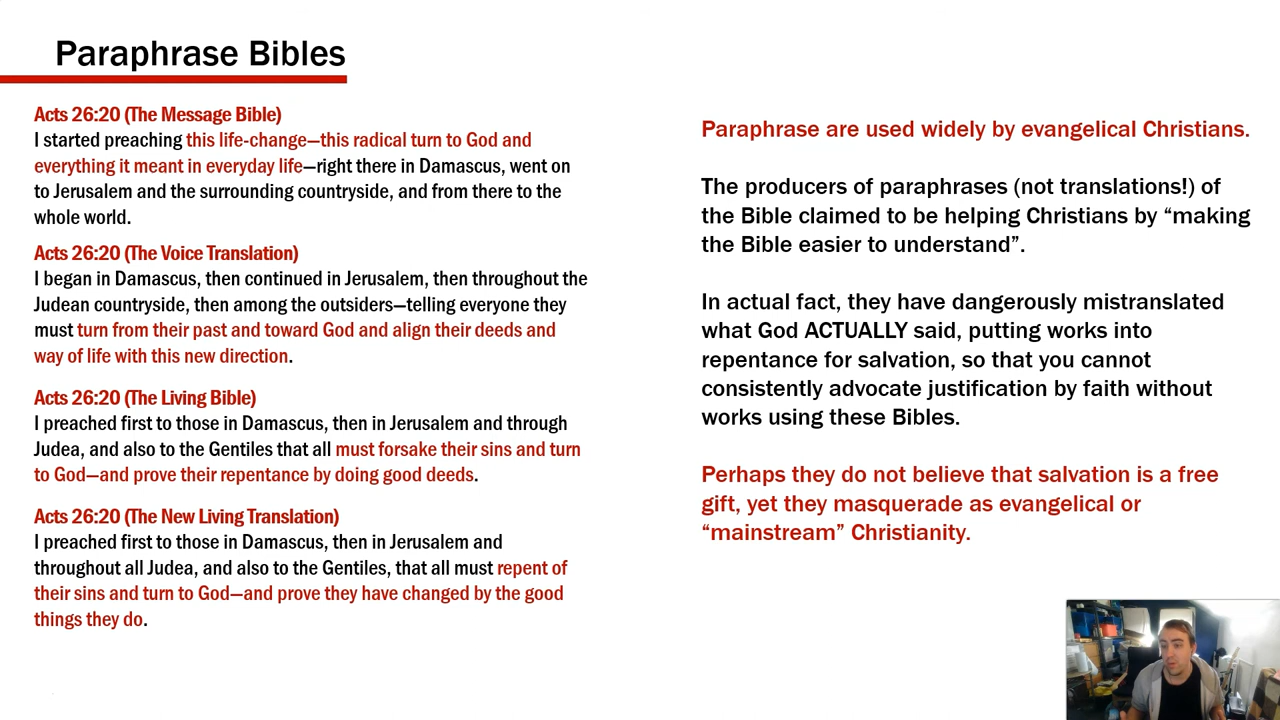 Paraphrase Bibles
Acts 26:20 (The Message Bible)
I started preaching this life-change—this radical turn to God and
everything it meant in everyday life—right there in Damascus, went on
to Jerusalem and the surrounding countryside, and from there to the
whole world.
Acts 26:20 (The Voice Translation)
I began in Damascus, then continued in Jerusalem, then throughout the
Judean countryside, then among the outsiders—telling everyone they
must turn from their past and toward God and align their deeds and
way of life with this new direction.
Acts 26:20 (The Living Bible)
I preached first to those in Damascus, then in Jerusalem and through
Judea, and also to the Gentiles that all must forsake their sins and turn
to God—and prove their repentance by doing good deeds.
Acts 26:20 (The New Living Translation)
I preached first to those in Damascus, then in Jerusalem and
throughout all Judea, and also to the Gentiles, that all must repent of
their sins and turn to God—and prove they have changed by the good
things they do.
Paraphrase are used widely by evangelical Christians.
The producers of paraphrases (not translations!) of
the Bible claimed to be helping Christians by “making
the Bible easier to understand”.
In actual fact, they have dangerously mistranslated
what God ACTUALLY said, putting works into
repentance for salvation, so that you cannot
consistently advocate justification by faith without
works using these Bibles.
Perhaps they do not believe that salvation is a free
gift, yet they masquerade as evangelical or
“mainstream” Christianity.